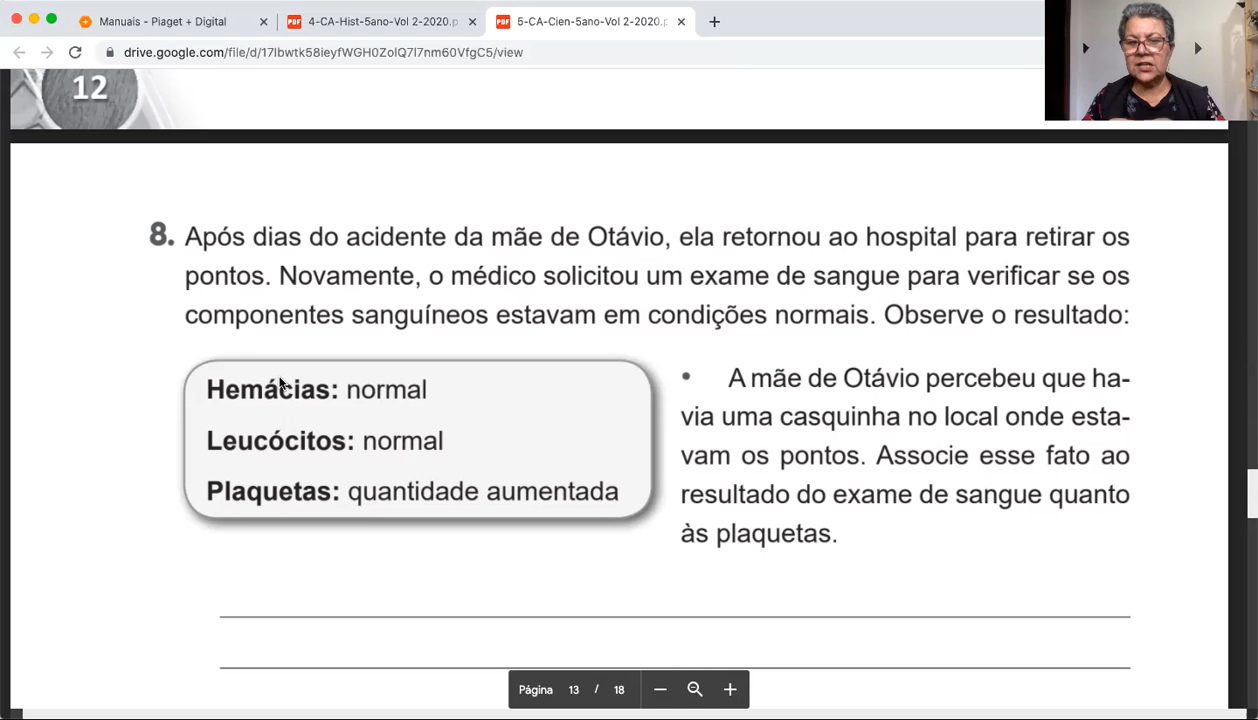 Manuais - Piaget + Digital
4-CA-Hist-5ano-Vol 2-2020.p
5-CA-Cien-5ano-Vol 2-2020.p
drive.google.com/file/d/17lbwtk58ieyfWGH0ZolQ7l7nm60VfgC5/view
12
8. Após dias do acidente da mãe de Otávio, ela retornou ao hospital para retirar os
pontos. Novamente, o médico solicitou um exame de sangue para verificar se os
componentes sanguíneos estavam em condições normais. Observe o resultado:
Hemácias: normal
Leucócitos: normal
Plaquetas: quantidade aumentada
• A mãe de Otávio percebeu que ha-
via uma casquinha no local onde esta-
vam os pontos. Associe esse fato ao
resultado do exame de sangue quanto
às plaquetas.
Página 13 / 18